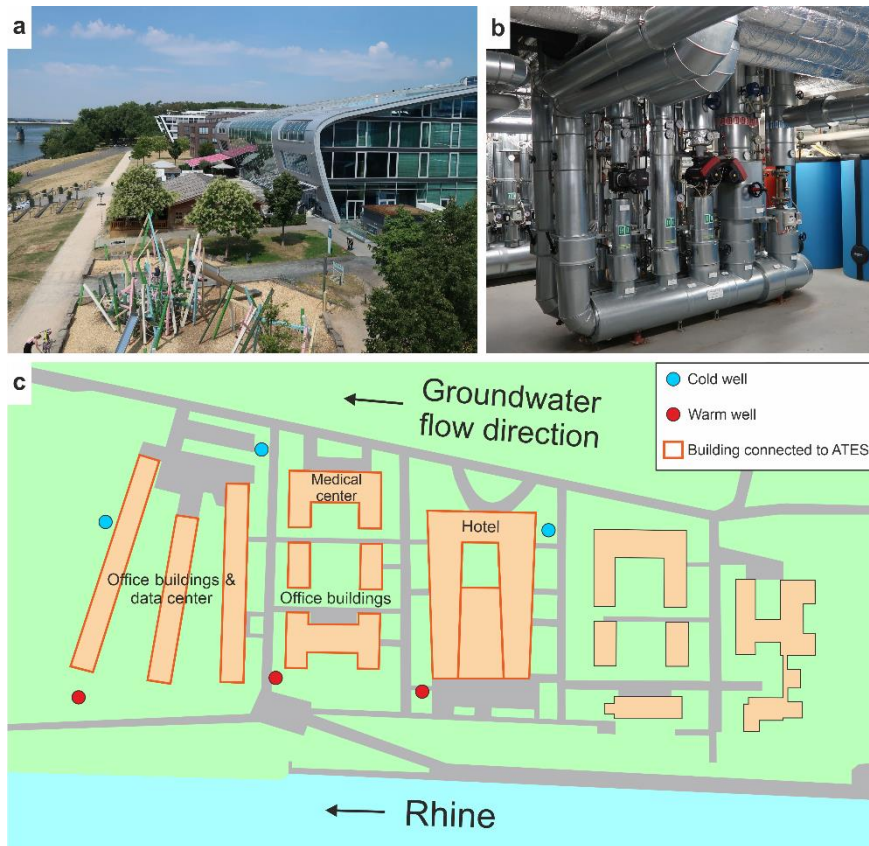 a
b
c
Groundwater
flow direction
Cold well
Warm well
Building connected to ATES
Medical
center
Hotel
Office buildings &
data center
Office buildings
Rhine